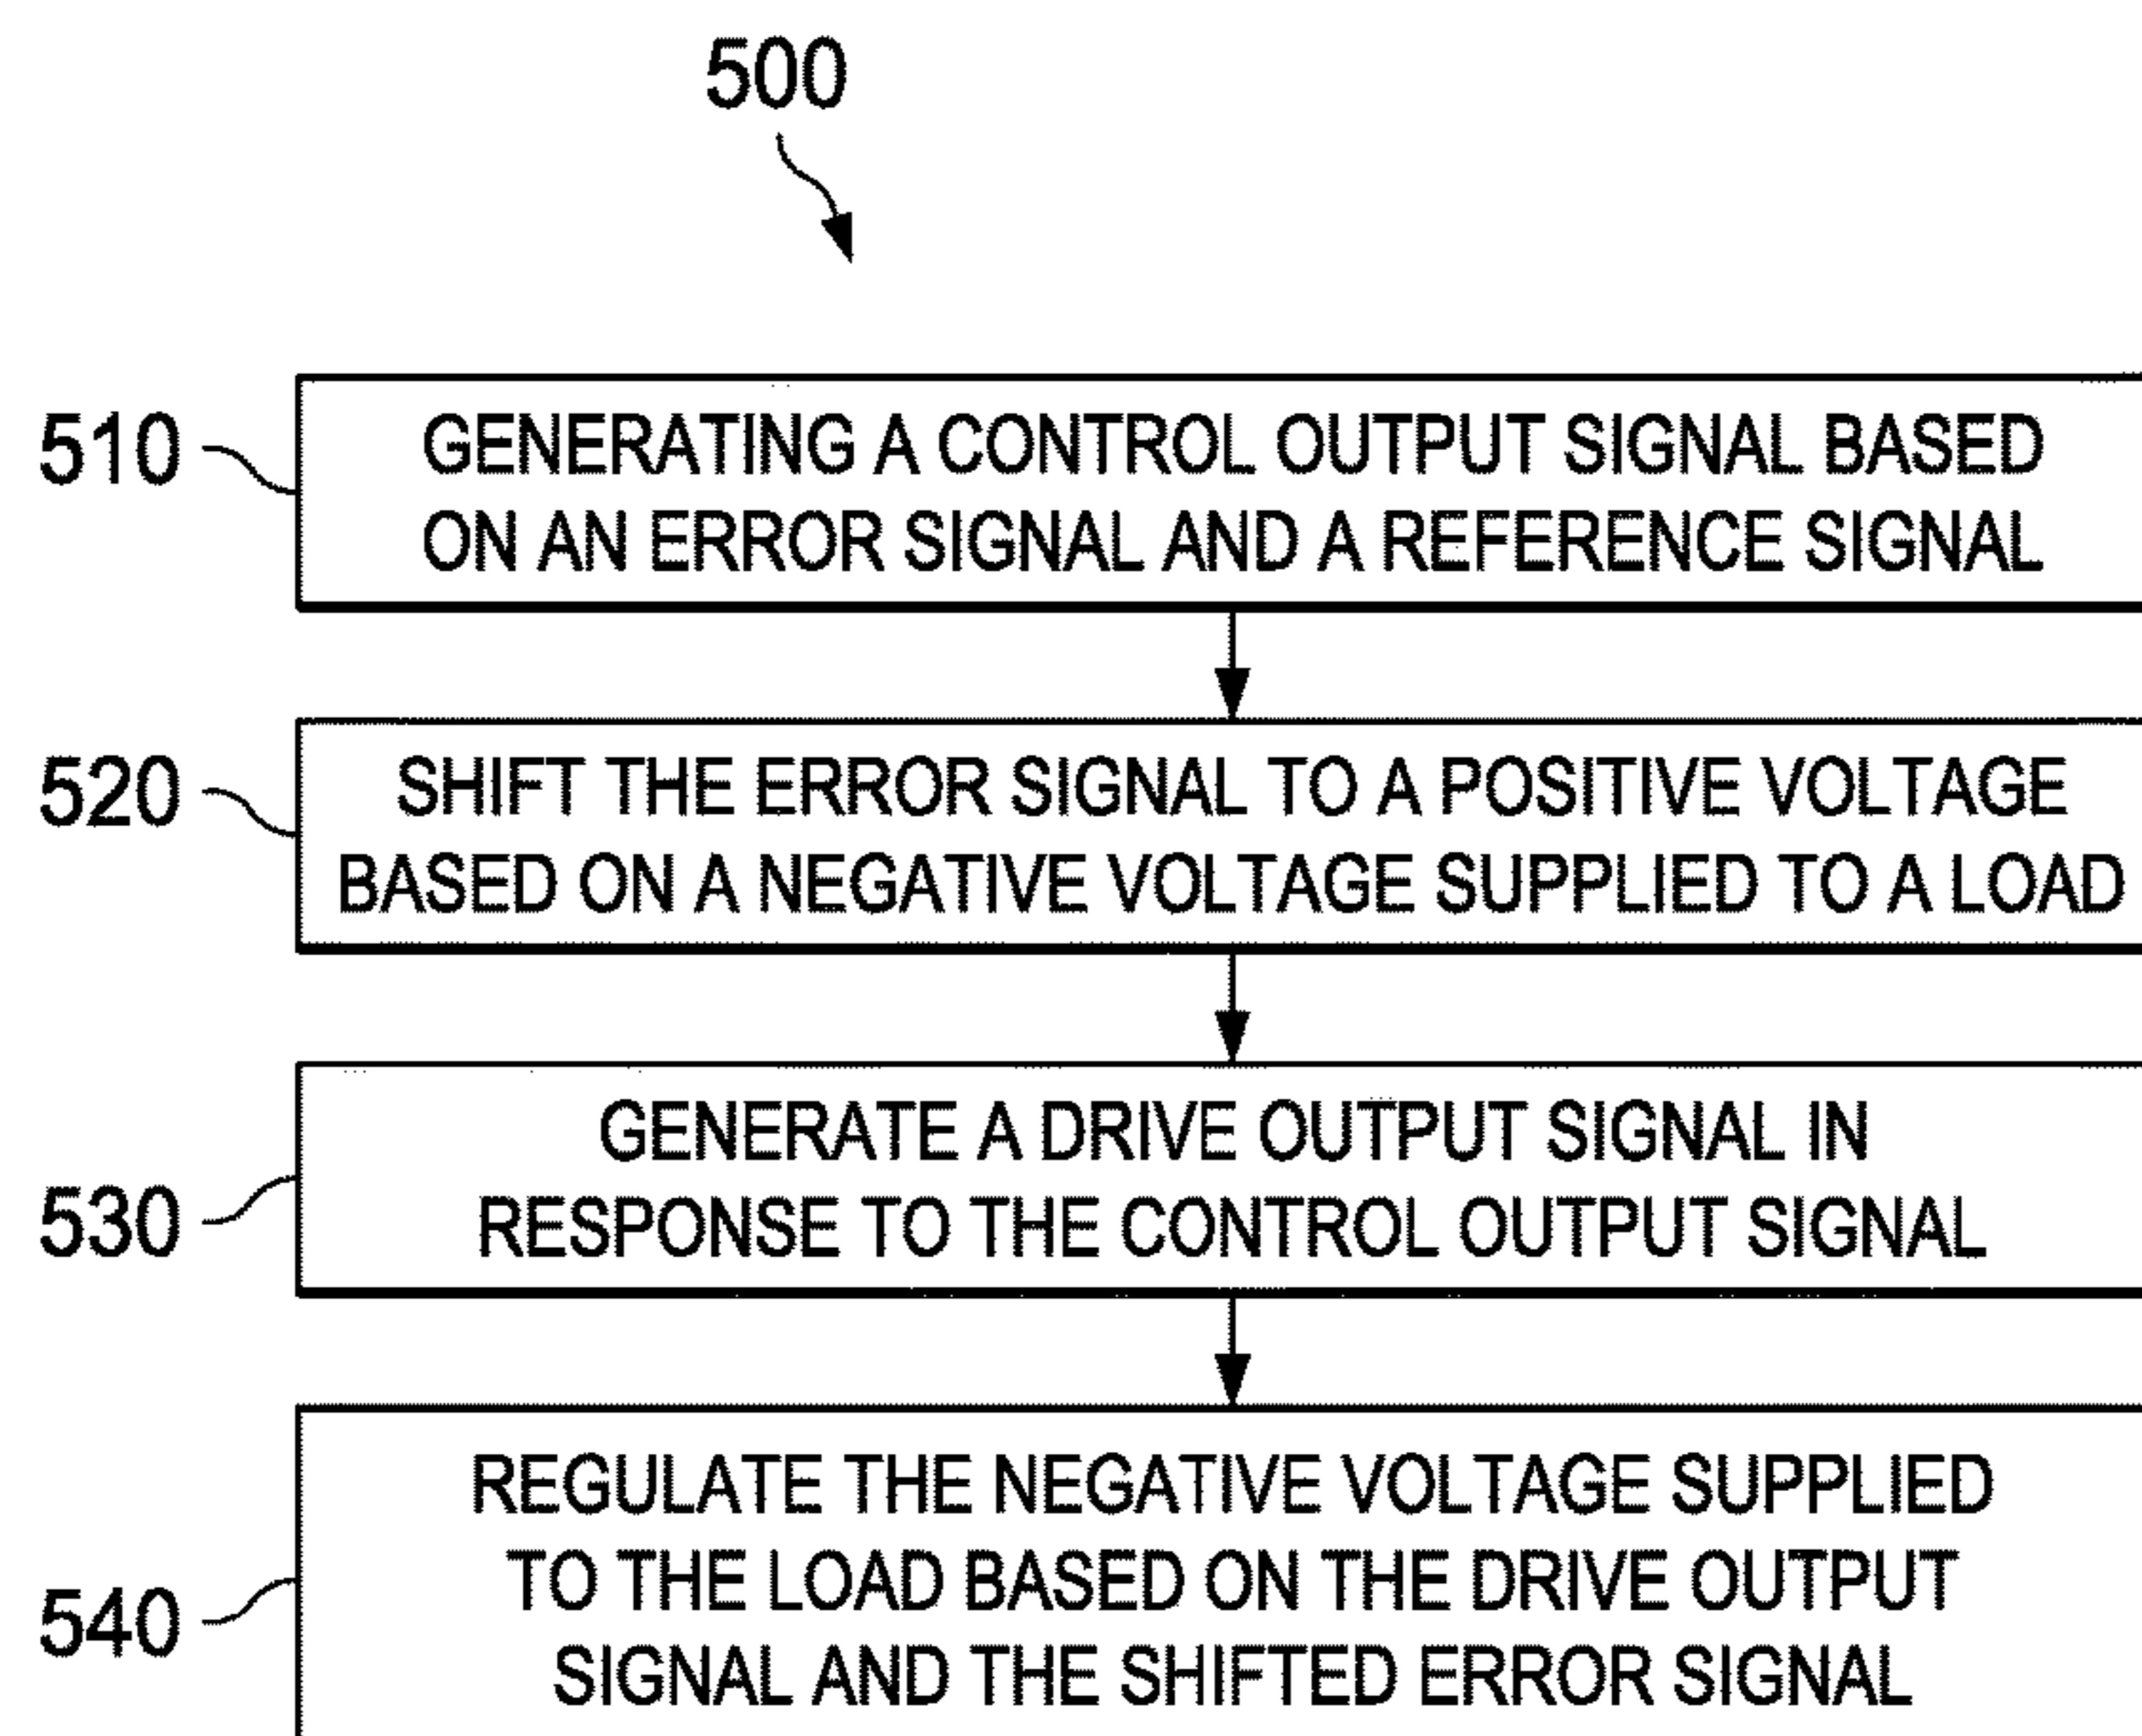 500
510
GENERATING A CONTROL OUTPUT SIGNAL BASED
ON AN ERROR SIGNAL AND A REFERENCE SIGNAL
520
SHIFT THE ERROR SIGNAL TO A POSITIVE VOLTAGE
BASED ON A NEGATIVE VOLTAGE SUPPLIED TO A LOAD
530
GENERATE A DRIVE OUTPUT SIGNAL IN
RESPONSE TO THE CONTROL OUTPUT SIGNAL
540
REGULATE THE NEGATIVE VOLTAGE SUPPLIED
TO THE LOAD BASED ON THE DRIVE OUTPUT
SIGNAL AND THE SHIFTED ERROR SIGNAL